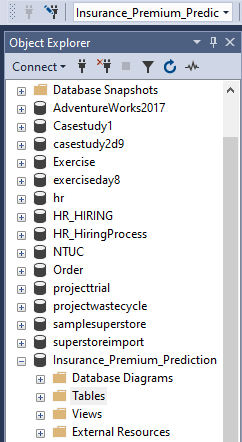 Insurance_Premium_Predic
Object Explorer
Connect
Database Snapshots
AdventureWorks2017
Casestudy1
casestudy2d9
Exercise
exerciseday8
hr
HR_HIRING
HR_HiringProcess
NTUC
Order
projecttrial
projectwastecycle
samplesuperstore
superstoreimport
Insurance_Premium_Prediction
Database Diagrams
Tables
Views
External Resources